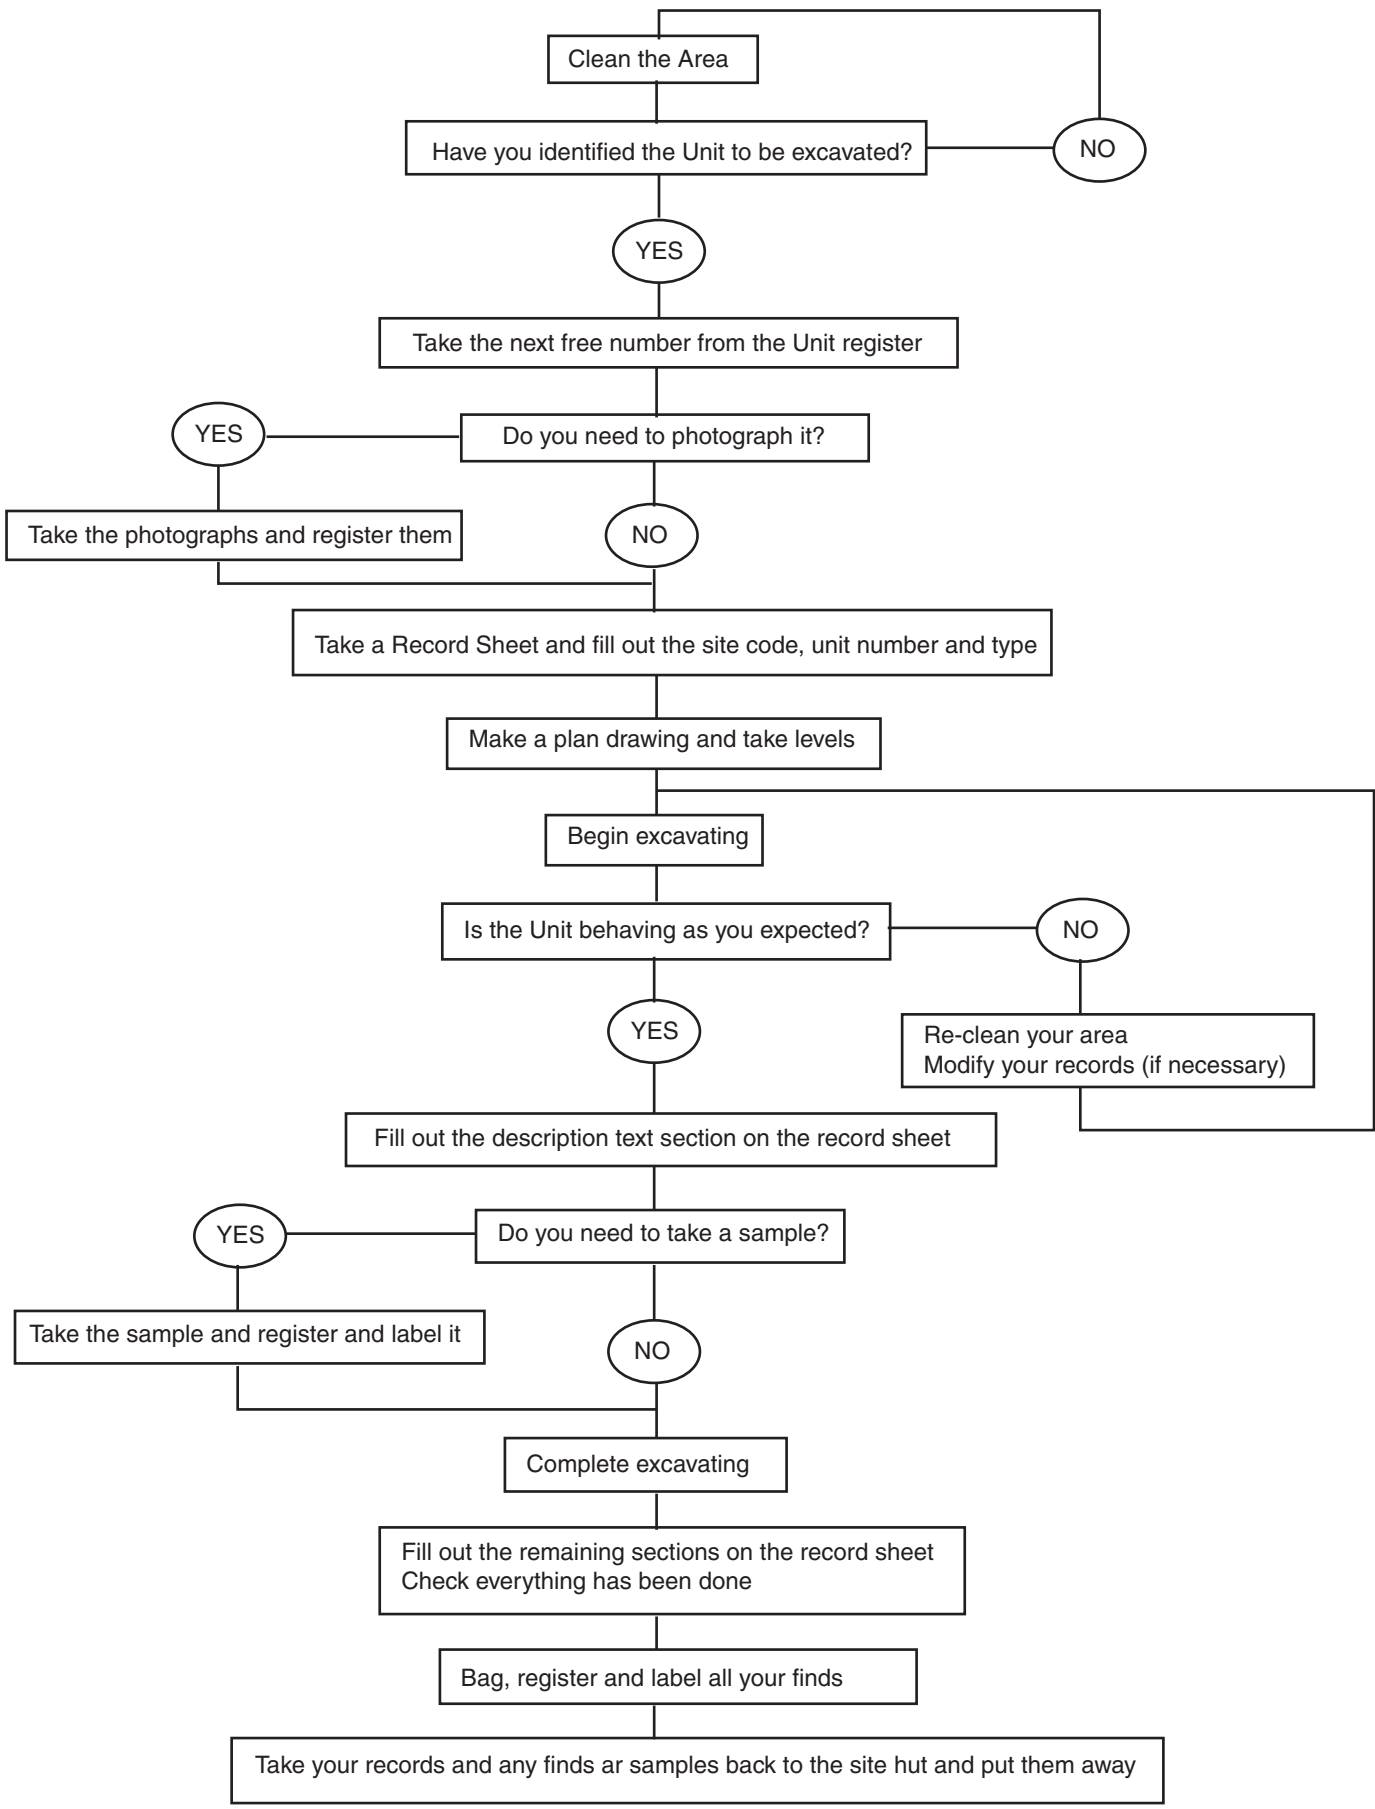 Clean the Area
Have you identified the Unit to be excavated?
NO
YES
Take the next free number from the Unit register
YES
Do you need to photograph it?
Take the photographs and register them
NO
Take a Record Sheet and fill out the site code, unit number and type
Make a plan drawing and take levels
Begin excavating
Is the Unit behaving as you expected?
NO
YES
Re-clean your area
Modify your records (if necessary)
Fill out the description text section on the record sheet
YES
Do you need to take a sample?
Take the sample and register and label it
NO
Complete excavating
Fill out the remaining sections on the record sheet
Check everything has been done
Bag, register and label all your finds
Take your records and any finds ar samples back to the site hut and put them away